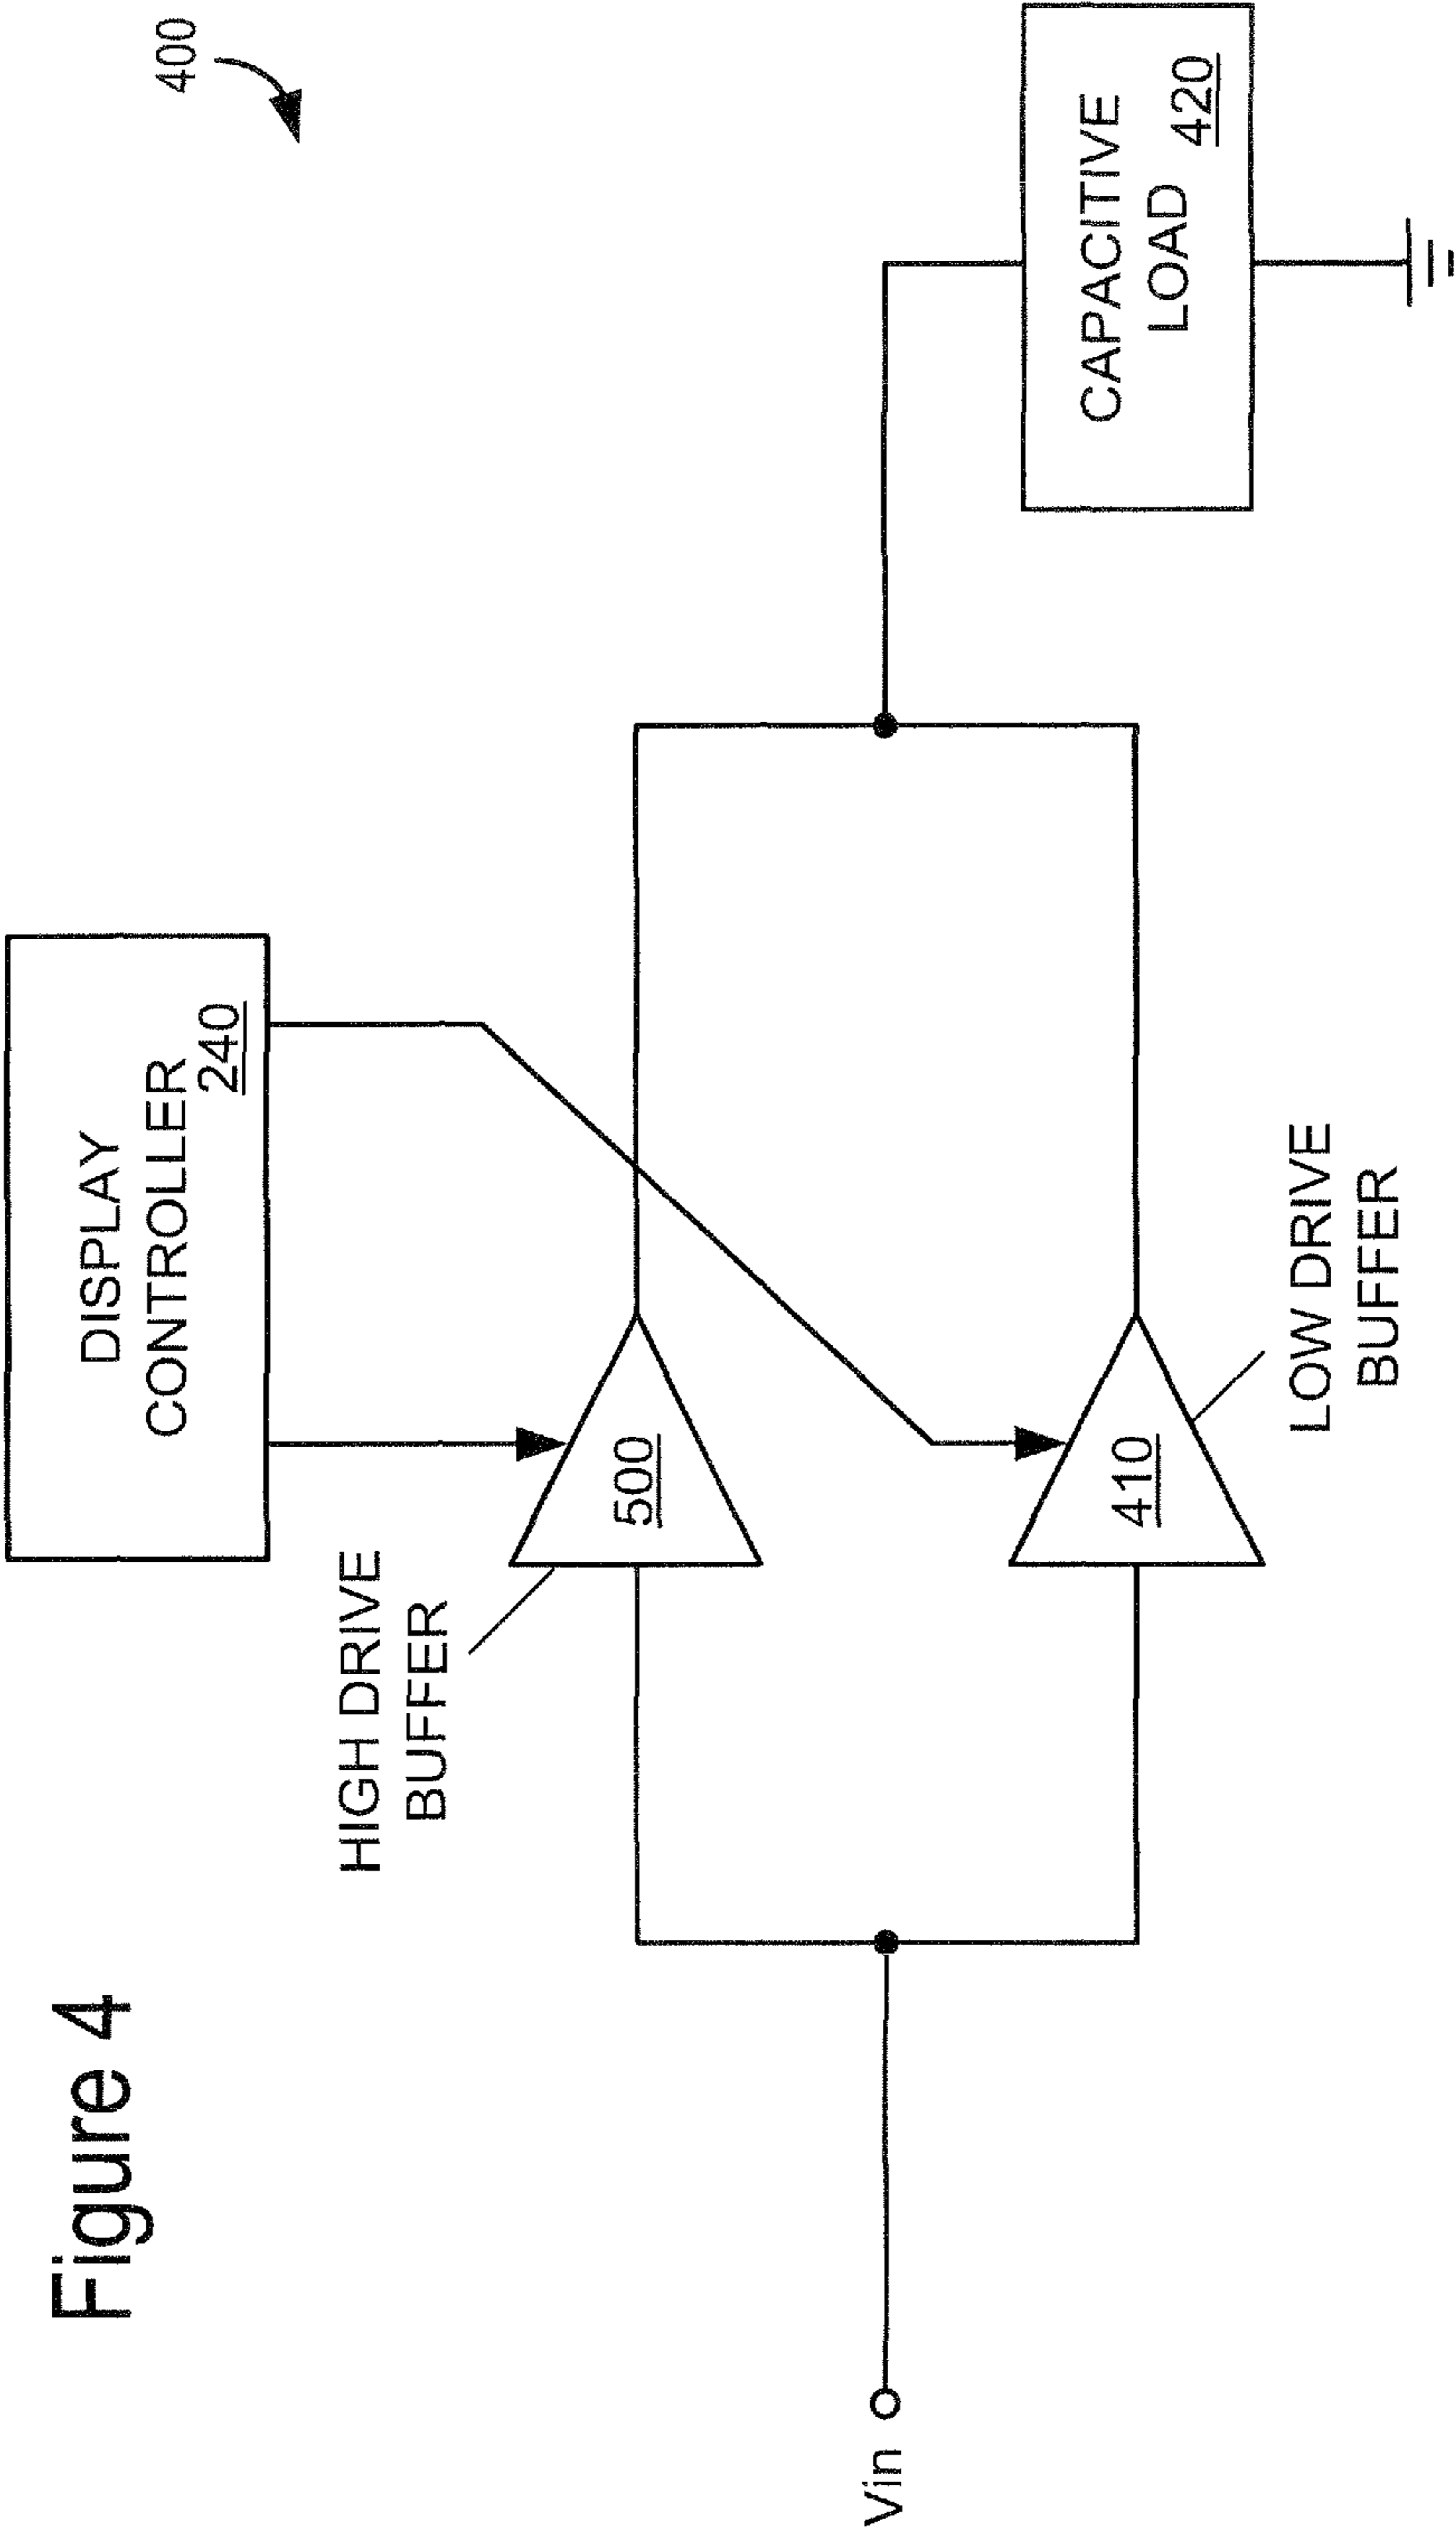 Figure 4
400
DISPLAY
CONTROLLER
240
HIGH DRIVE
BUFFER
500
Vin
410
LOW DRIVE
BUFFER
CAPACITIVE
LOAD
420